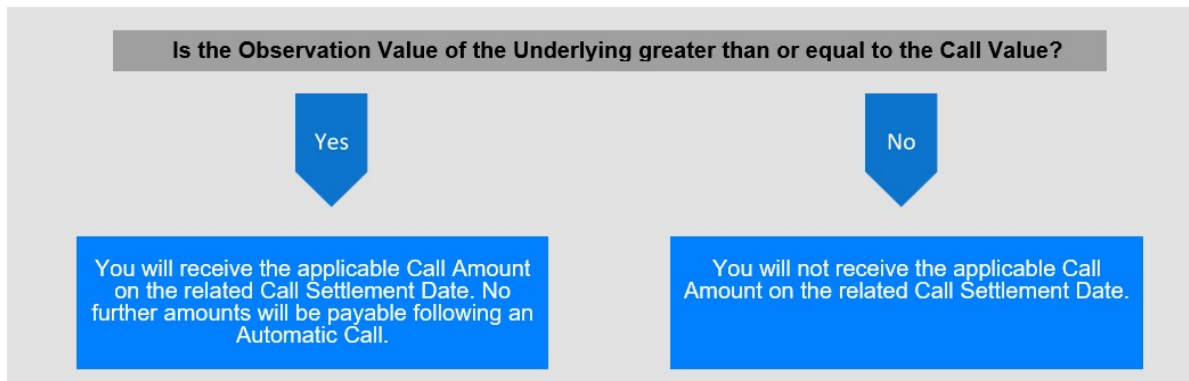 Is the Observation Value of the Underlying greater than or equal to the Call Value?
Yes
No
You will receive the applicable Call Amount
on the related Call Settlement Date. No
further amounts will be payable following an
Automatic Call.
You will not receive the applicable Call
Amount on the related Call Settlement Date.